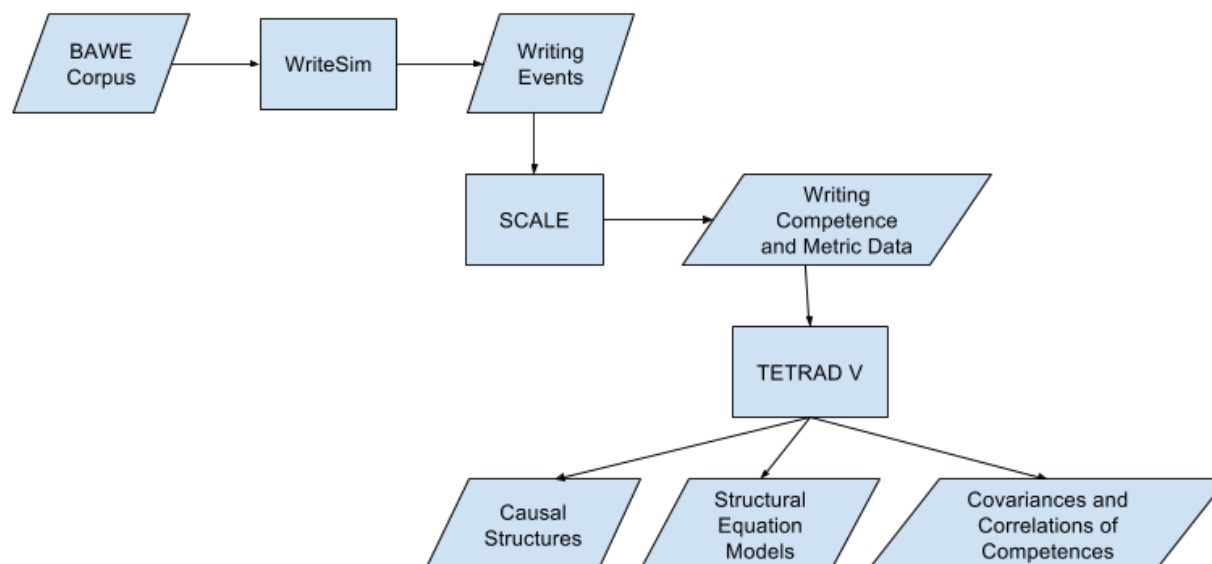 BAWE
Corpus
WriteSim
Writing
Events
SCALE
Writing
Competence
and Metric Data
TETRAD V
Causal
Structures
Structural
Equation
Models
Covariances and
Correlations of
Competences